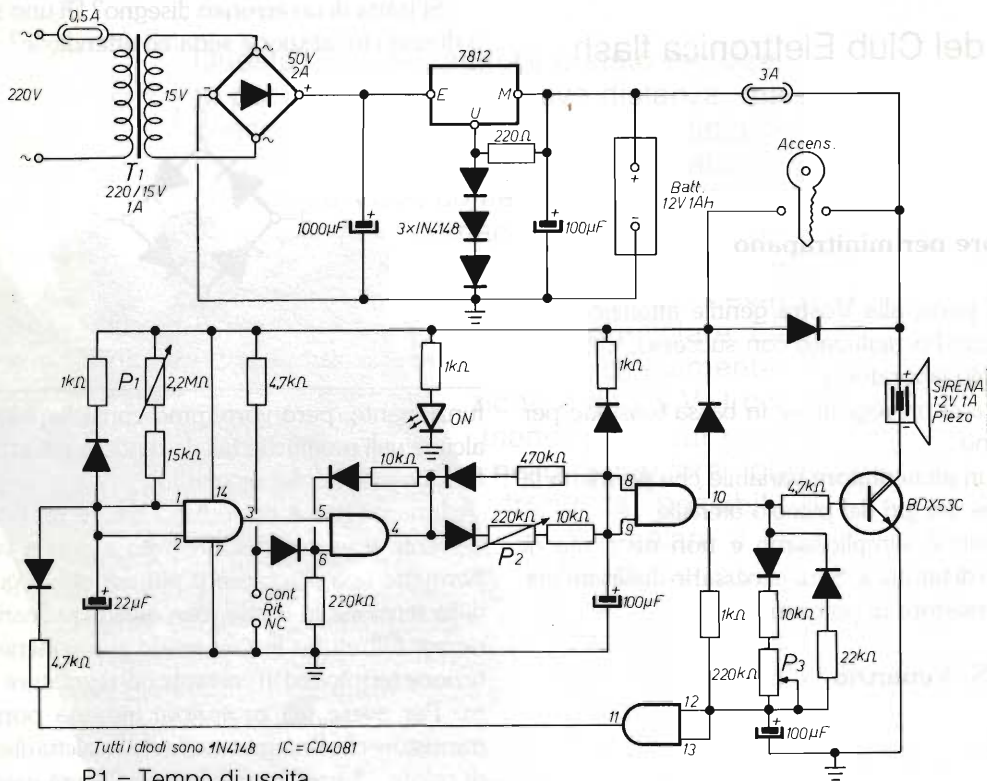 0,5A
220V
15V
50V
2A
T1
220/15V
1A
7812
E
M
U
220Ω
1000µF
3×1N4148
100µF
Batt.
12V 1Ah
3A
Accens.
1kΩ
P1
2,2MΩ
15kΩ
4,7kΩ
1kΩ
ON
1kΩ
SIRENA
12V 1A
Piezo
10kΩ
470kΩ
1
2
14
7
3
5
6
4
220kΩ
10kΩ
P2
8
9
10
4,7kΩ
BDX53C
22µF
Cont.
Rit.
NC
220kΩ
100µF
1kΩ
10kΩ
220kΩ
P3
22kΩ
4,7kΩ
11
12
13
100µF
Tutti i diodi sono 1N4148 IC = CD4081
P1 = Tempo di uscita
del Club Elettronica flash